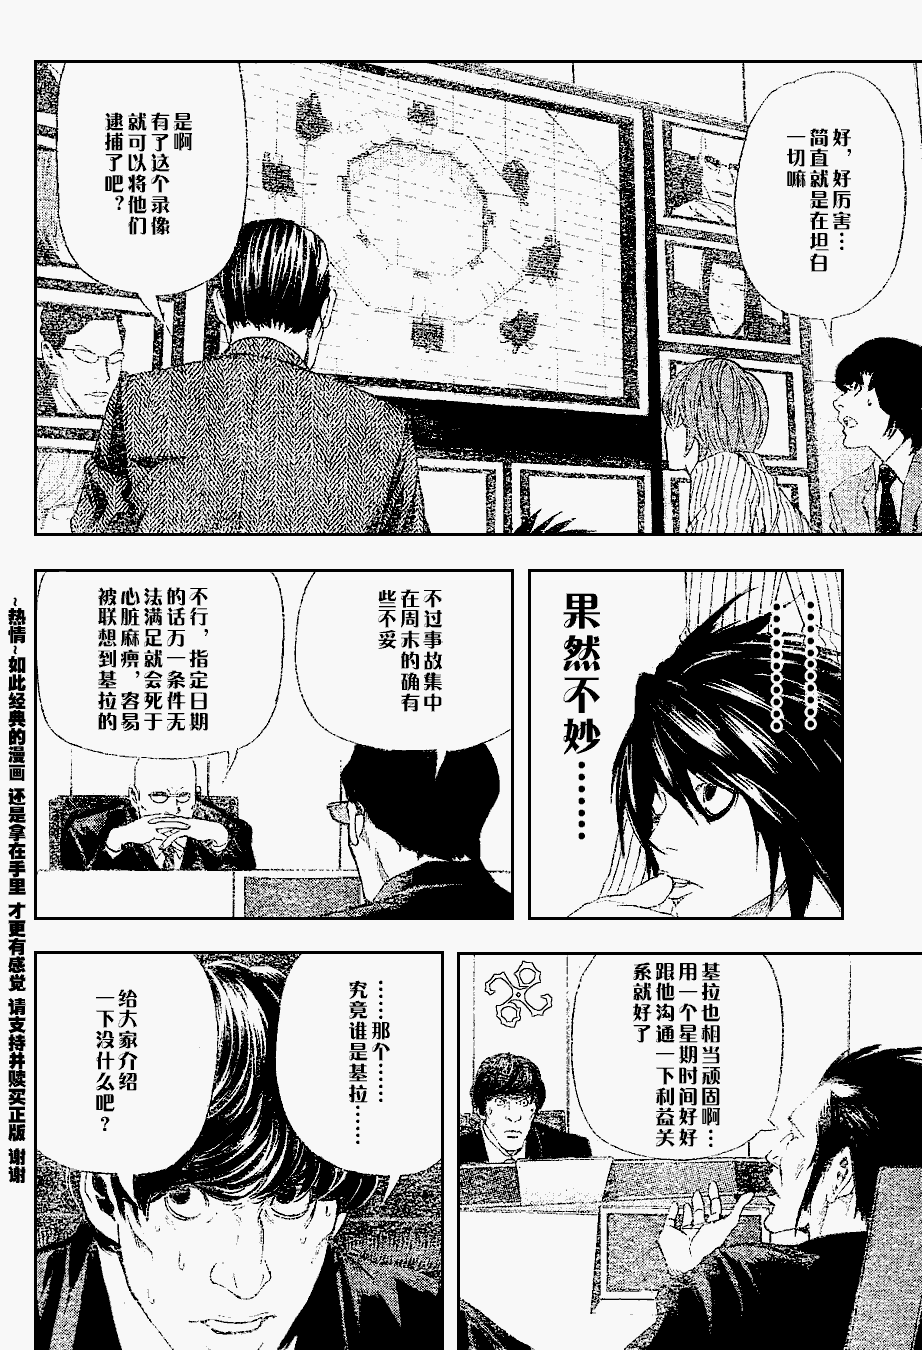 好，好厉害…
简直就是在坦白
一切嘛
是啊
有了这个录像
就可以将他们
逮捕了吧？
………………
………………
果然不妙………
不过事故集中
在周末的确有
些不妥
不行，指定日期
的话万一条件无
法满足就会死于
心脏麻痹，容易
被联想到基拉的
基拉也相当顽固啊…
用一个星期时间好好
跟他沟通一下利益关
系就好了
……那个……
究竟谁是基拉……
给大家介绍
一下没什么吧？
~热情~如此经典的漫画 还是拿在手里 才更有感觉 请支持并赎买正版 谢谢